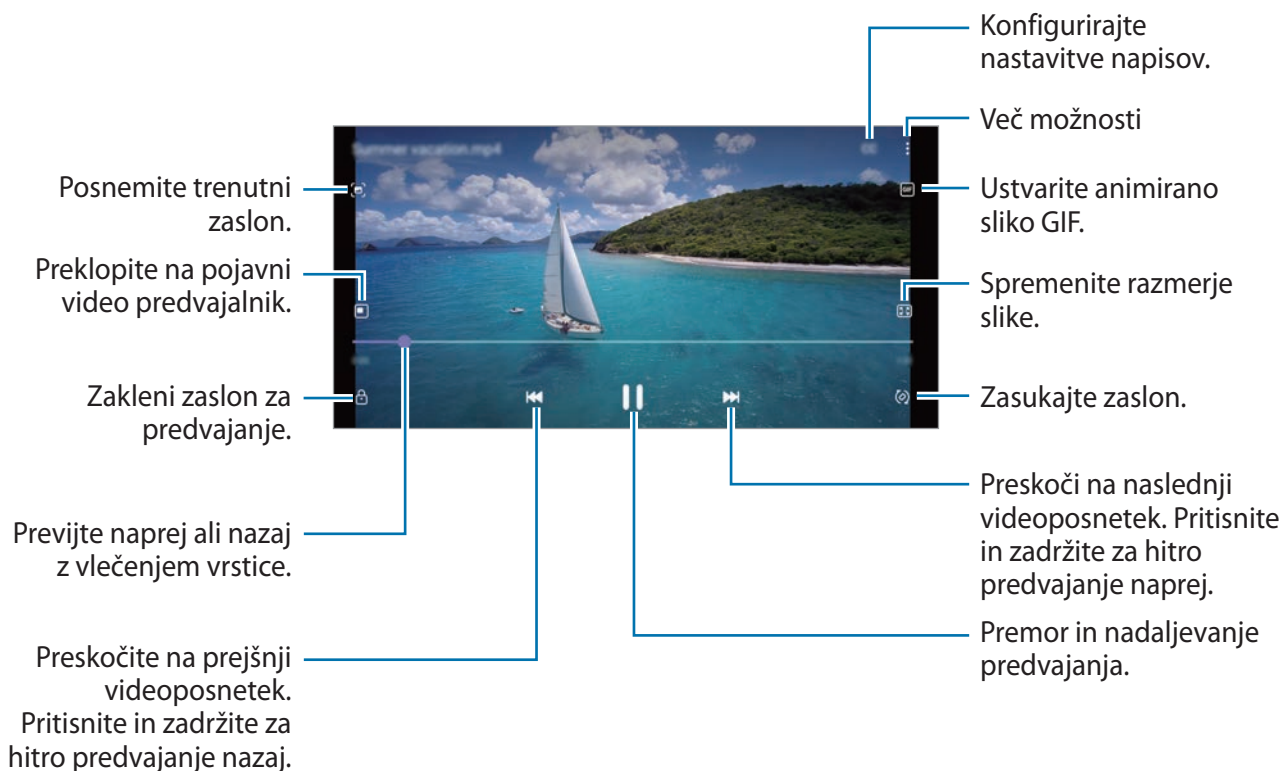 Konfigurirajte
nastavitve napisov.
Več možnosti
Posnemite trenutni
zaslon.
Ustvarite animirano
sliko GIF.
GIF
Preklopite na pojavni
video predvajalnik.
Spremenite razmerje
slike.
Zakleni zaslon za
predvajanje.
Zasukajte zaslon.
Previjte naprej ali nazaj
z vlečenjem vrstice.
Preskoči na naslednji
videoposnetek. Pritisnite
in zadržite za hitro
predvajanje naprej.
Preskočite na prejšnji
videoposnetek.
Pritisnite in zadržite za
hitro predvajanje nazaj.
Premor in nadaljevanje
predvajanja.